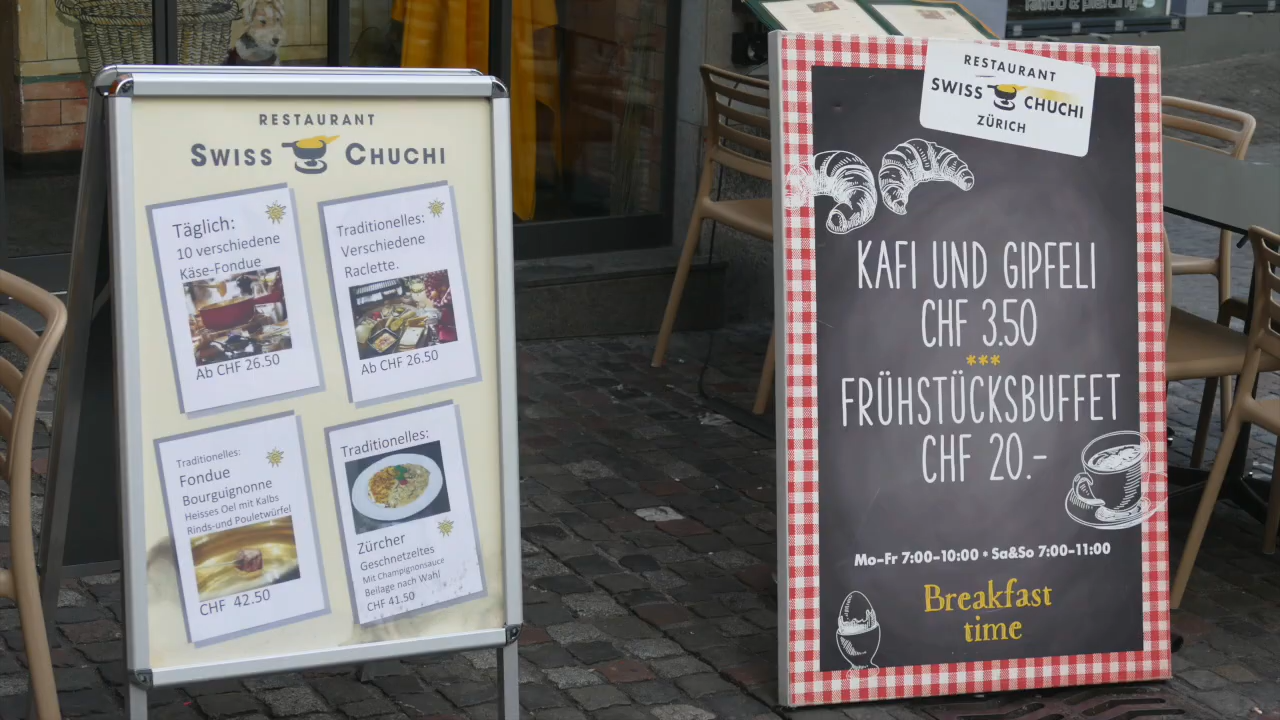 RESTAURANT
SWISS CHUCHI
Täglich:
10 verschiedene
Käse-Fondue
Ab CHF 26.50
Traditionelles:
Verschiedene
Raclette.
Ab CHF 26.50
Traditionelles:
Fondue
Bourguignonne
Heisses Oel mit Kalbs
Rinds-und Pouletwürfel
CHF 42.50
Traditionelles:
Zürcher
Geschnetzeltes
Mit Champignonsauce
Beilage nach Wahl
CHF 41.50
RESTAURANT
SWISS CHUCHI
ZÜRICH
KAFI UND GIPFELI
CHF 3.50
***
FRÜHSTÜCKSBUFFET
CHF 20.-
Mo-Fr 7:00-10:00 • Sa&So 7:00-11:00
Breakfast
time